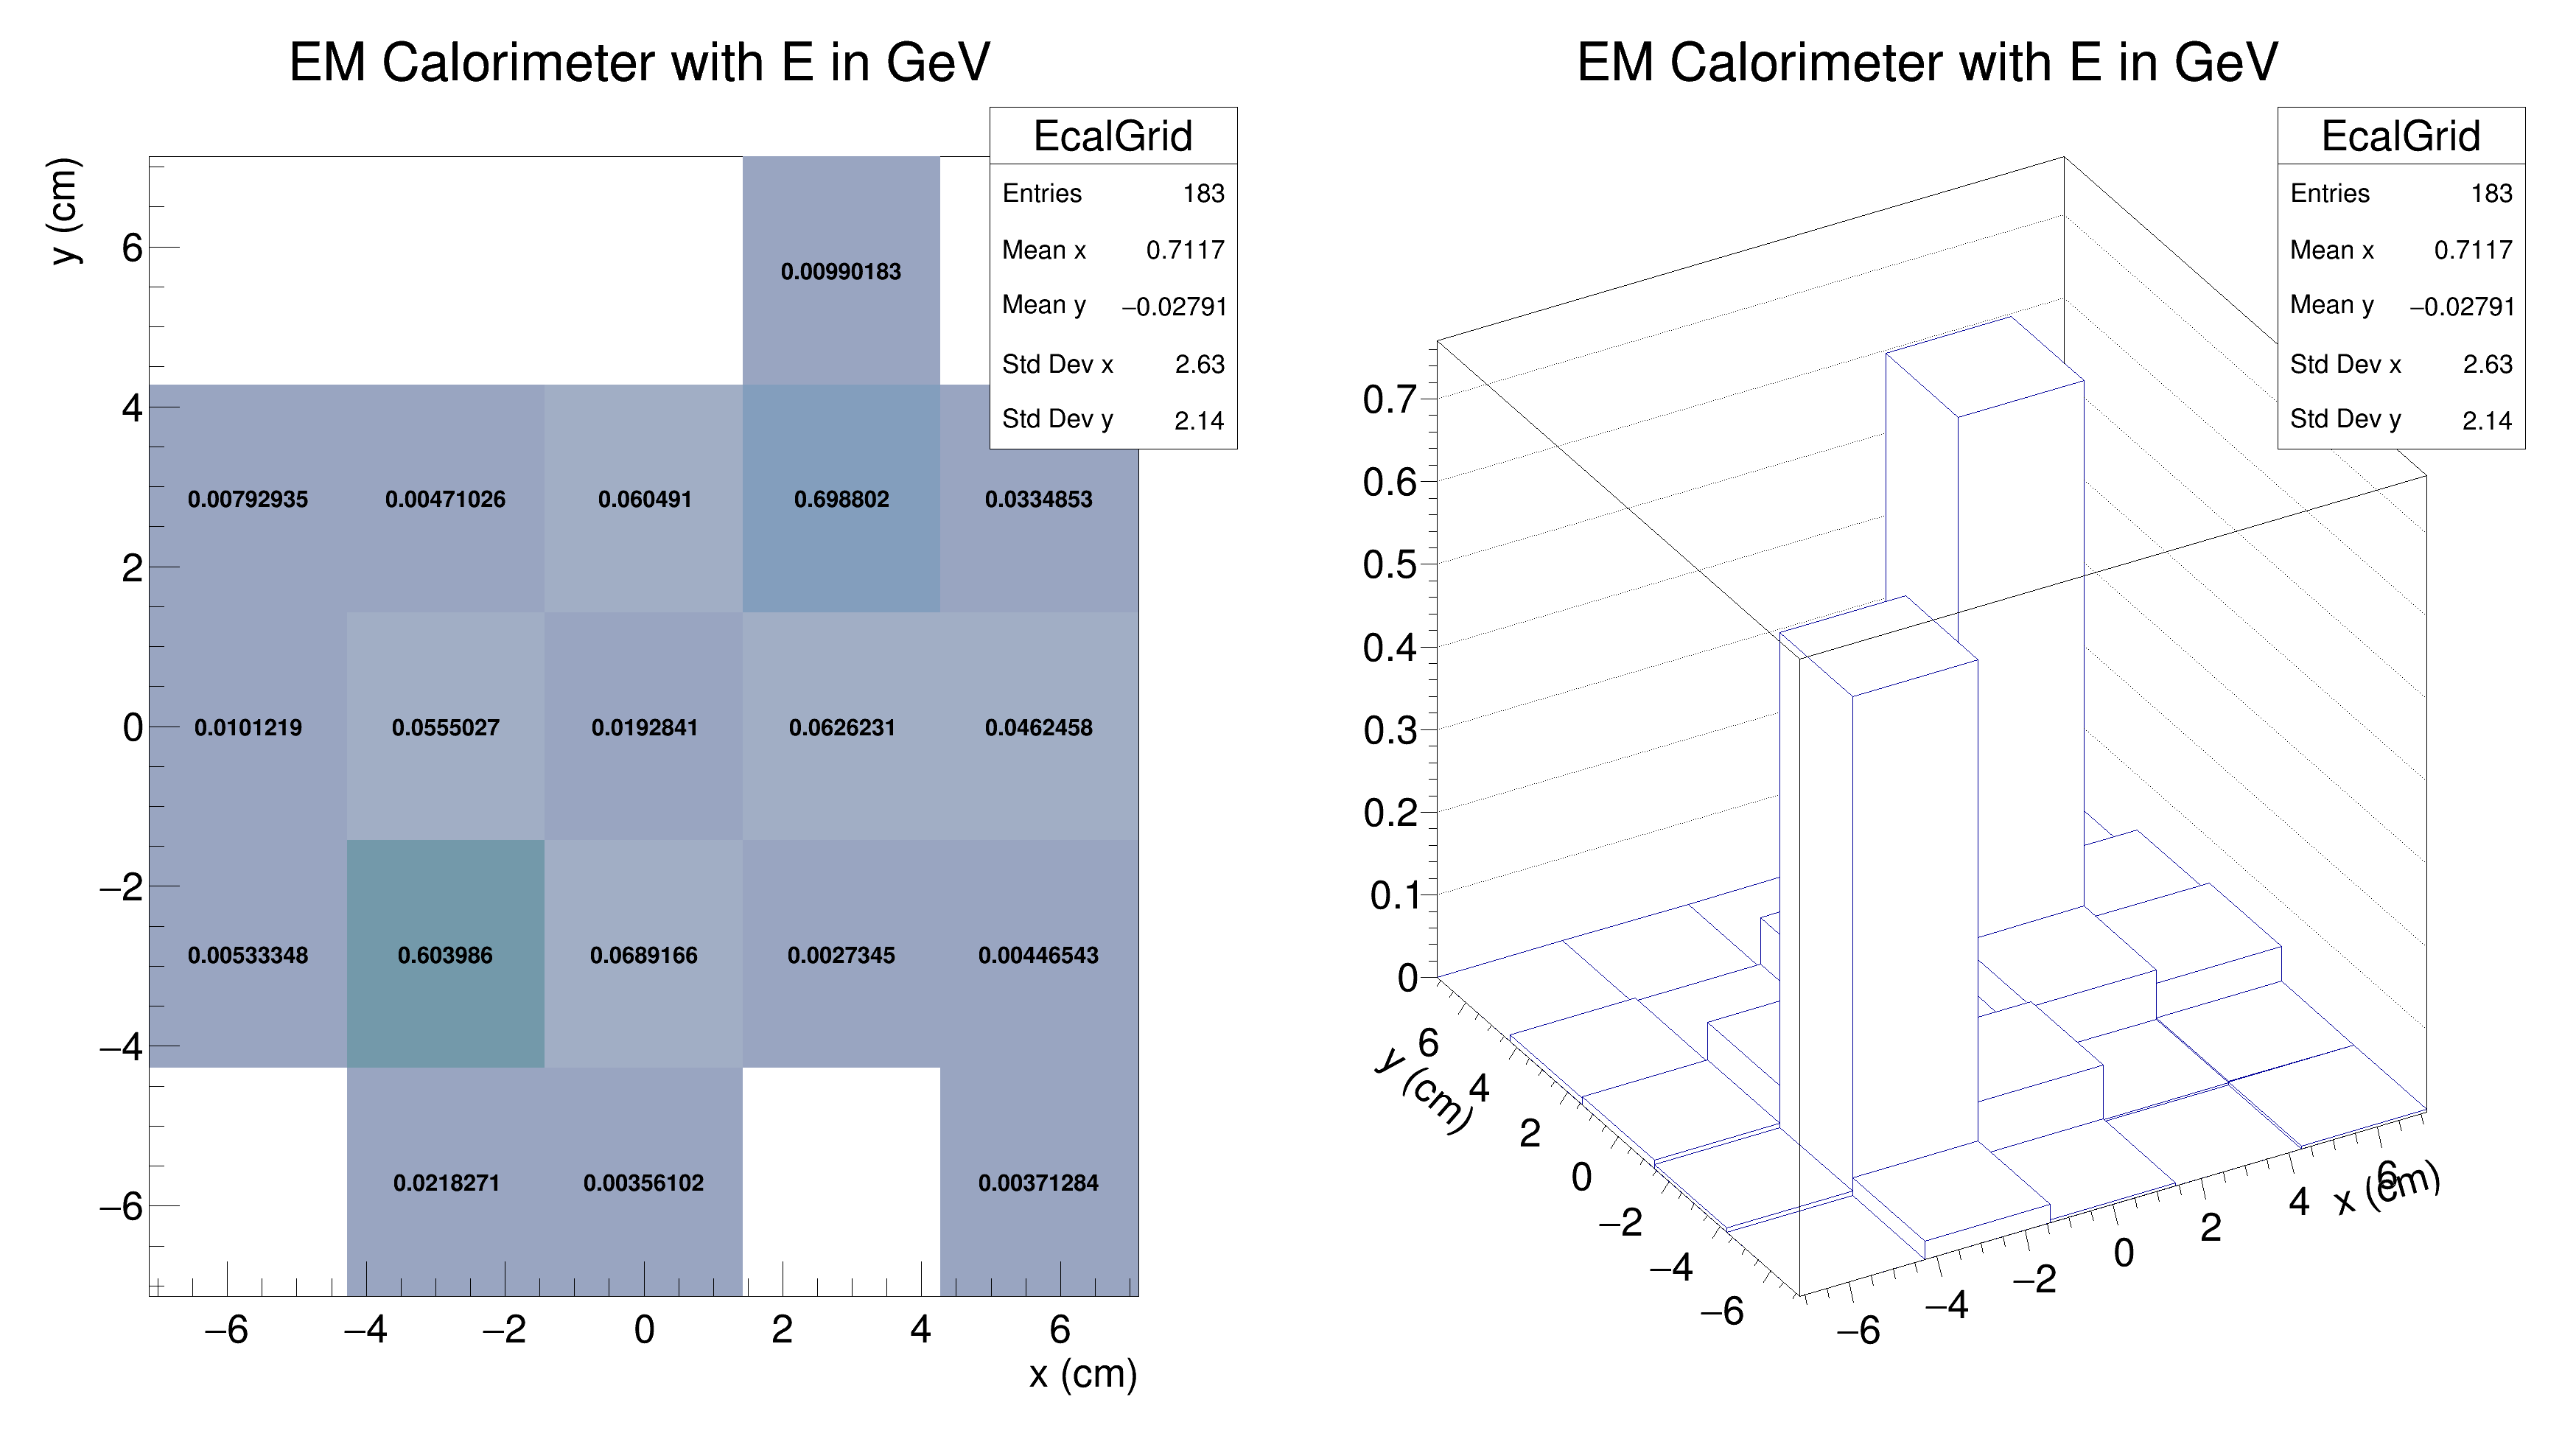 EM Calorimeter with E in GeV
EcalGrid
Entries 183
Mean x 0.7117
Mean y −0.02791
Std Dev x 2.63
Std Dev y 2.14
y (cm)
6
4
2
0
−2
−4
−6
0.00990183
0.00792935 0.00471026 0.060491 0.698802 0.0334853
0.0101219 0.0555027 0.0192841 0.0626231 0.0462458
0.00533348 0.603986 0.0689166 0.0027345 0.00446543
0.0218271 0.00356102 0.00371284
−6 −4 −2 0 2 4 6
x (cm)
EM Calorimeter with E in GeV
EcalGrid
Entries 183
Mean x 0.7117
Mean y −0.02791
Std Dev x 2.63
Std Dev y 2.14
0.7
0.6
0.5
0.4
0.3
0.2
0.1
0
y (cm)
6
4
2
0
−2
−4
−6
−6 −4 −2 0 2 4 6
x (cm)